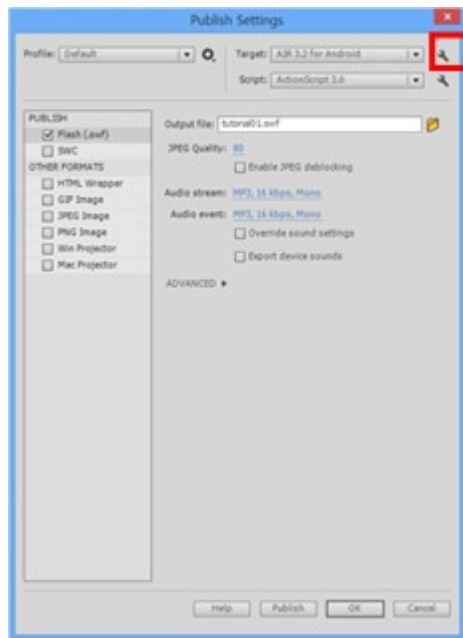 Publish Settings
Profile: Default
Target: AIR 3.2 for Android
Script: ActionScript 3.0
PUBLISH
Flash (.swf)
SWC
OTHER FORMATS
HTML Wrapper
GIF Image
JPEG Image
PNG Image
Win Projector
Mac Projector
Output file: tutorial01.swf
JPEG Quality: 80
Enable JPEG deblocking
Audio stream: MP3, 16 kbps, Mono
Audio event: MP3, 16 kbps, Mono
Override sound settings
Export device sounds
ADVANCED
Help Publish OK Cancel